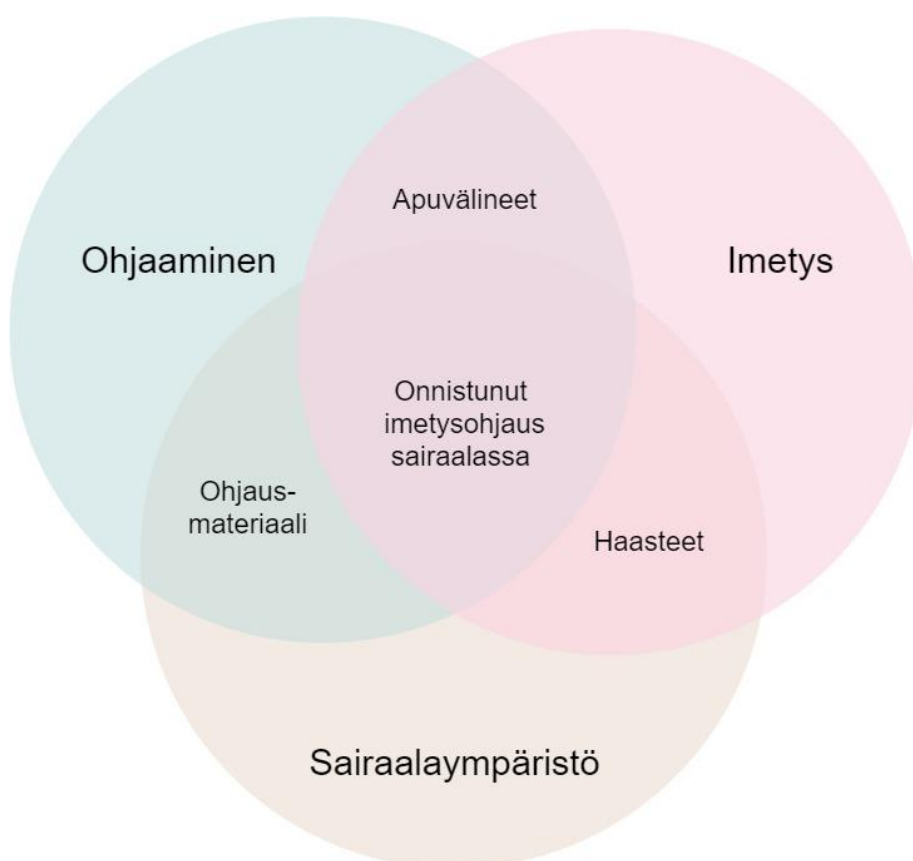 Apuvälineet
Ohjaaminen
Imetys
Onnistunut
imetysohjaus
sairaalassa
Ohjaus-
materiaali
Haasteet
Sairaalaympäristö